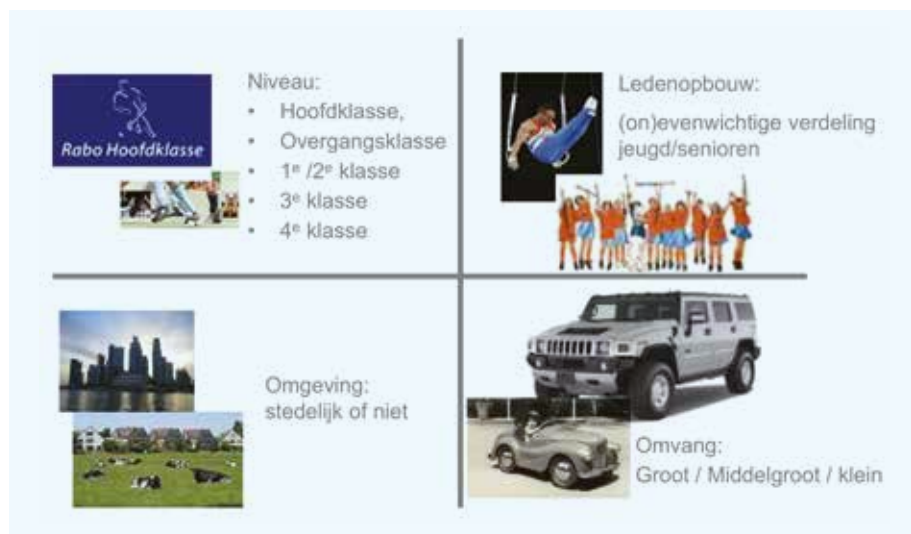 Rabo Hoofdklasse
Niveau:
• Hoofdklasse,
• Overgangsklasse
• 1e /2e klasse
• 3e klasse
• 4e klasse
Ledenopbouw:
(on)evenwichtige verdeling
jeugd/senioren
Omgeving:
stedelijk of niet
Omvang:
Groot / Middelgroot / klein